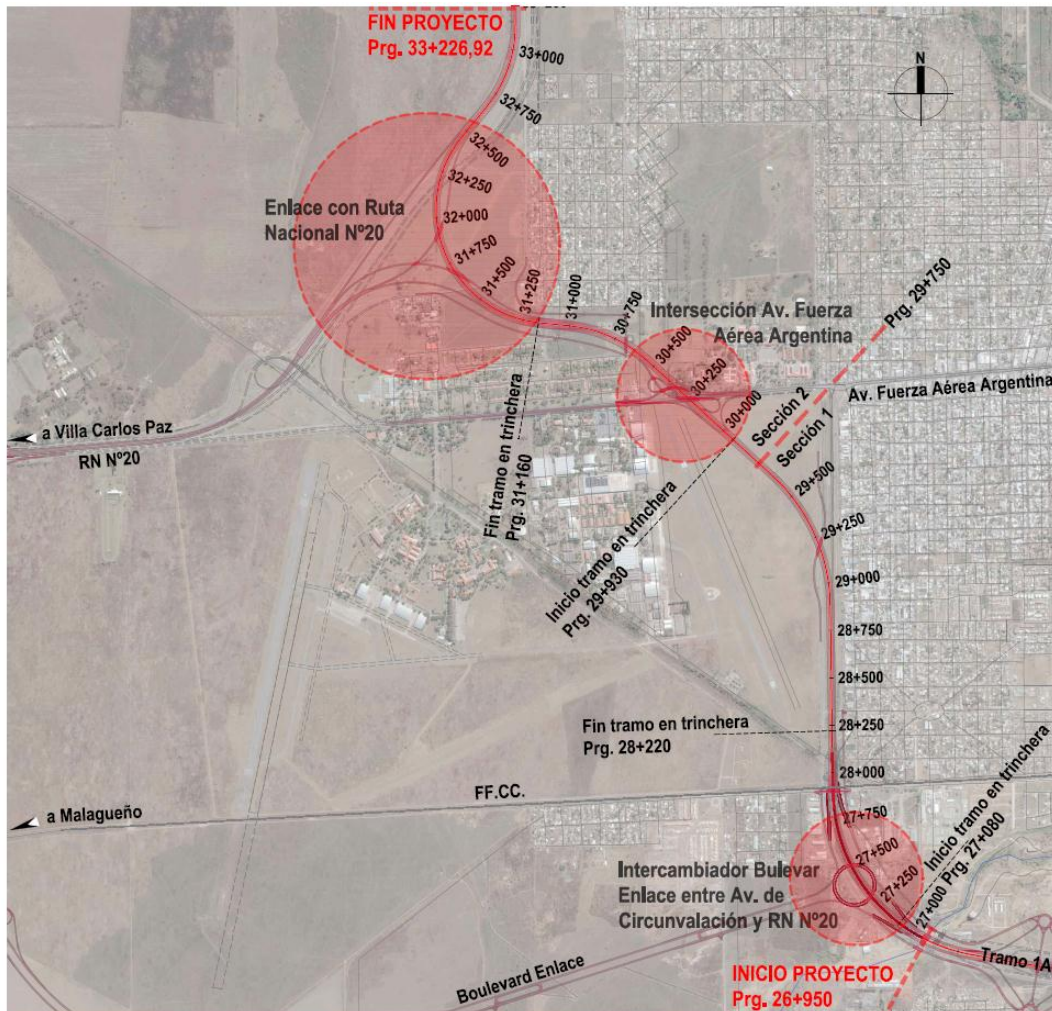 FIN PROYECTO
Prg. 33+226,92
33+000
N
32+750
32+500
32+250
Enlace con Ruta
Nacional Nº20
32+000
31+750
31+500
31+250
31+000
30+750
Intersección Av. Fuerza
Aérea Argentina
Prg. 29+750
30+500
30+250
30+000
Av. Fuerza Aérea Argentina
Sección 2
Sección 1
a Villa Carlos Paz
RN Nº20
Fin tramo en trinchera
Prg. 31+160
29+500
29+250
Inicio tramo en trinchera
Prg. 29+930
29+000
28+750
28+500
28+250
Fin tramo en trinchera
Prg. 28+220
28+000
FF.CC.
a Malagueño
27+750
27+500
27+250
Inicio tramo en trinchera
Prg. 27+080
27+000
Intercambiador Bulevar
Enlace entre Av. de
Circunvalación y RN Nº20
Tramo 1A
Boulevard Enlace
INICIO PROYECTO
Prg. 26+950